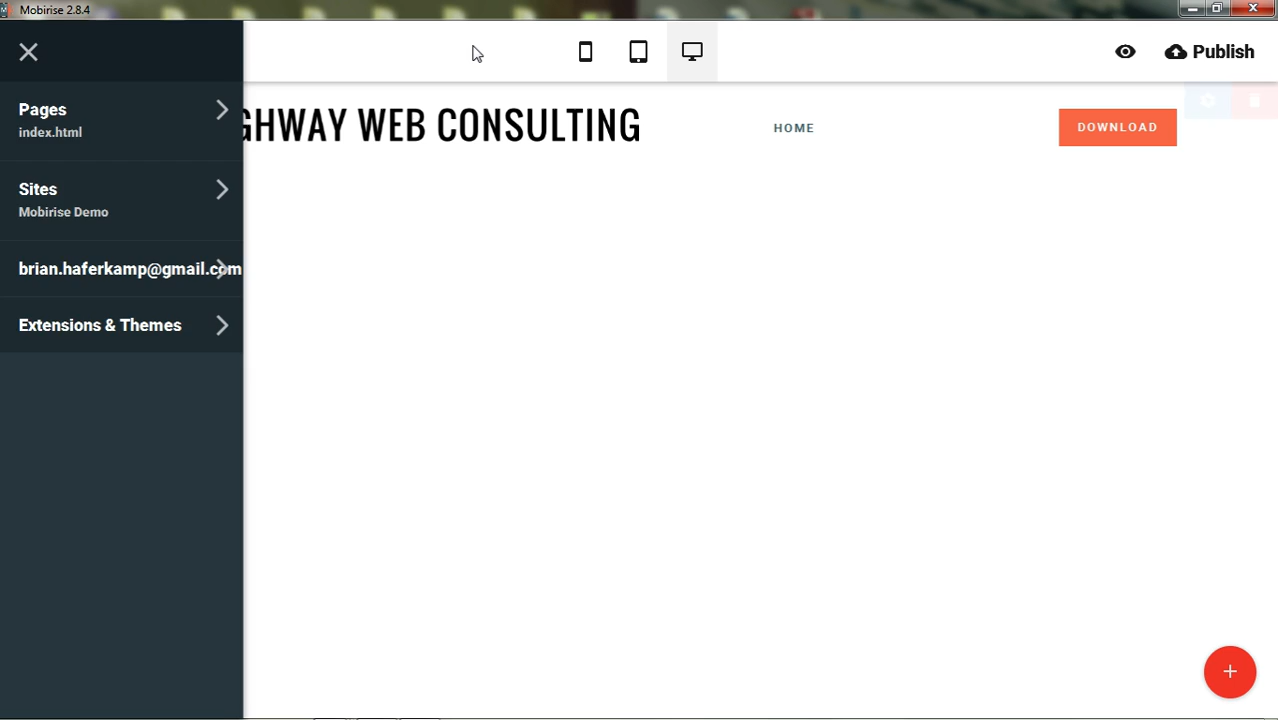 Mobirise 2.8.4
Publish
Pages
index.html
GHWAY WEB CONSULTING
HOME
DOWNLOAD
Sites
Mobirise Demo
brian.haferkamp@gmail.com
Extensions & Themes